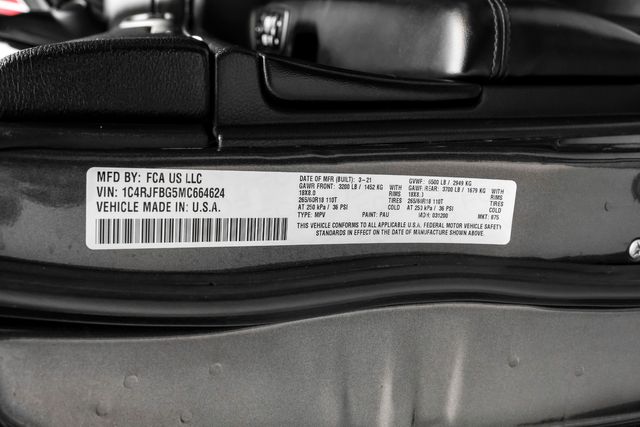 MFD BY: FCA US LLC
VIN: 1C4RJFBG5MC664624
VEHICLE MADE IN: U.S.A.
DATE OF MFR (BUILT): 3-21 GVWR: 6500 LB / 2949 KG
GAWR FRONT: 3200 LB / 1452 KG WITH GAWR REAR: 3700 LB / 1679 KG WITH
18X8.0 RIMS 18X8.0 RIMS
265/60R18 110T TIRES 265/60R18 110T TIRES
AT 250 kPa / 36 PSI COLD AT 250 kPa / 36 PSI COLD
TYPE: MPV PAINT: PAU MDH: 031200 MKT: 875
THIS VEHICLE CONFORMS TO ALL APPLICABLE U.S.A. FEDERAL MOTOR VEHICLE SAFETY
STANDARDS IN EFFECT ON THE DATE OF MANUFACTURE SHOWN ABOVE.